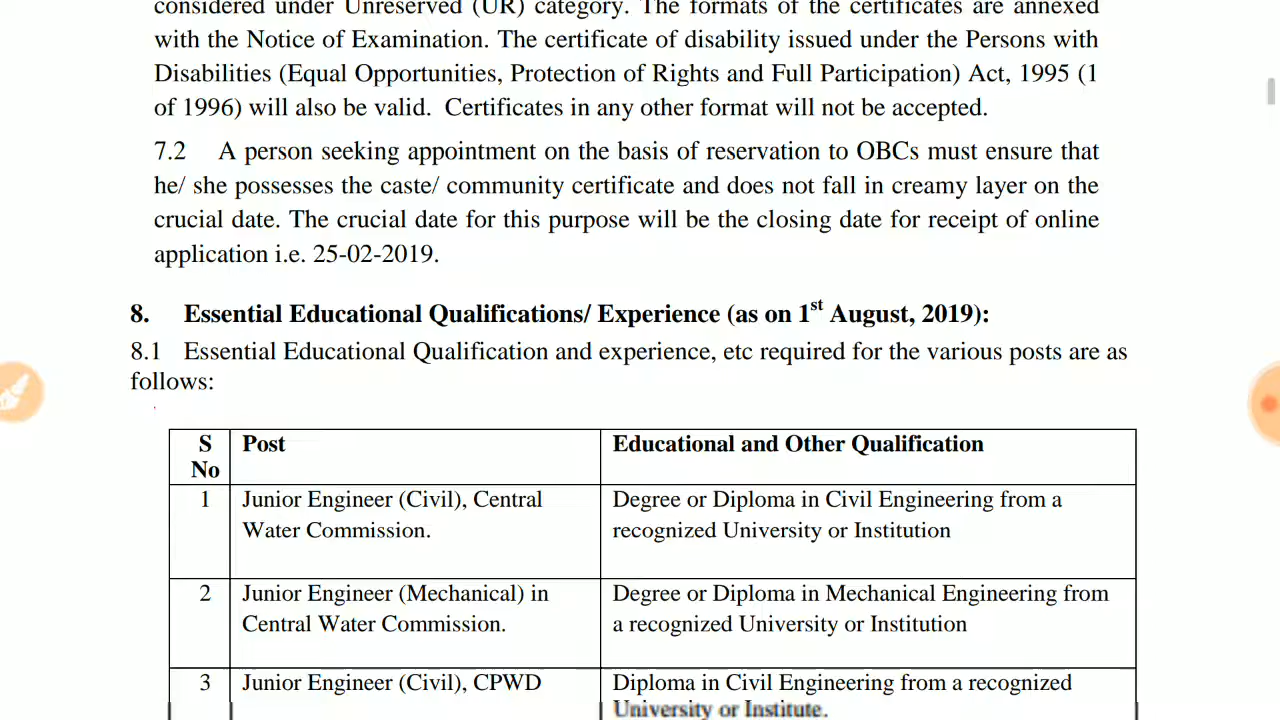 considered under Unreserved (UR) category. The formats of the certificates are annexed
with the Notice of Examination. The certificate of disability issued under the Persons with
Disabilities (Equal Opportunities, Protection of Rights and Full Participation) Act, 1995 (1
of 1996) will also be valid.  Certificates in any other format will not be accepted.
7.2 A person seeking appointment on the basis of reservation to OBCs must ensure that
he/ she possesses the caste/ community certificate and does not fall in creamy layer on the
crucial date. The crucial date for this purpose will be the closing date for receipt of online
application i.e. 25-02-2019.
8. Essential Educational Qualifications/ Experience (as on 1st August, 2019):
8.1 Essential Educational Qualification and experience, etc required for the various posts are as
follows:
S No Post Educational and Other Qualification
1 Junior Engineer (Civil), Central Degree or Diploma in Civil Engineering from a
Water Commission. recognized University or Institution
2 Junior Engineer (Mechanical) in Degree or Diploma in Mechanical Engineering from
Central Water Commission. a recognized University or Institution
3 Junior Engineer (Civil), CPWD Diploma in Civil Engineering from a recognized
University or Institute.